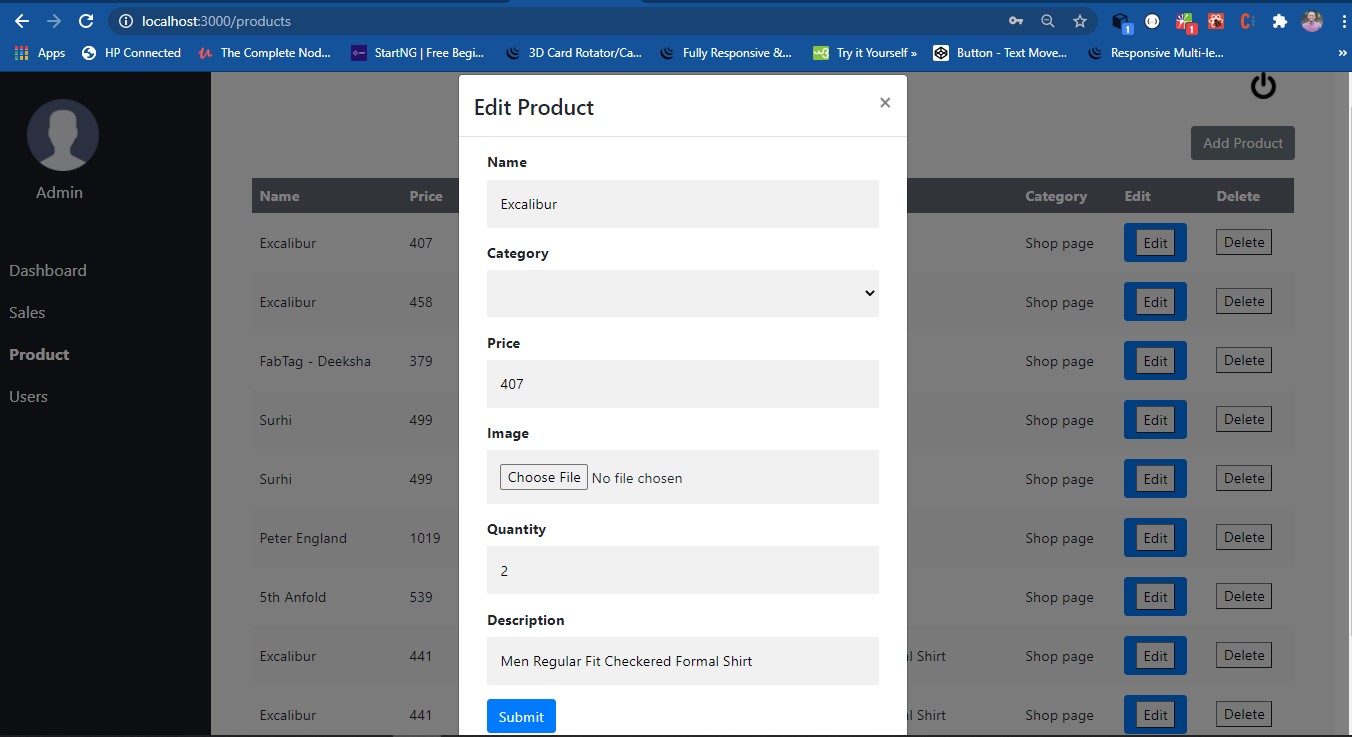 localhost:3000/products
1
1
Apps HP Connected The Complete Nod... StartNG | Free Begi... 3D Card Rotator/Ca... Fully Responsive &... Try it Yourself » Button - Text Move... Responsive Multi-le... »
Admin
Dashboard
Sales
Product
Users
Add Product
Name Price Category Edit Delete
Excalibur 407 Shop page Edit Delete
Excalibur 458 Shop page Edit Delete
FabTag - Deeksha 379 Shop page Edit Delete
Surhi 499 Shop page Edit Delete
Surhi 499 Shop page Edit Delete
Peter England 1019 Shop page Edit Delete
5th Anfold 539 Shop page Edit Delete
Excalibur 441 Shirt Shop page Edit Delete
Excalibur 441 Shirt Shop page Edit Delete
Edit Product ×
Name
Excalibur
Category
Price
407
Image
Choose File No file chosen
Quantity
2
Description
Men Regular Fit Checkered Formal Shirt
Submit